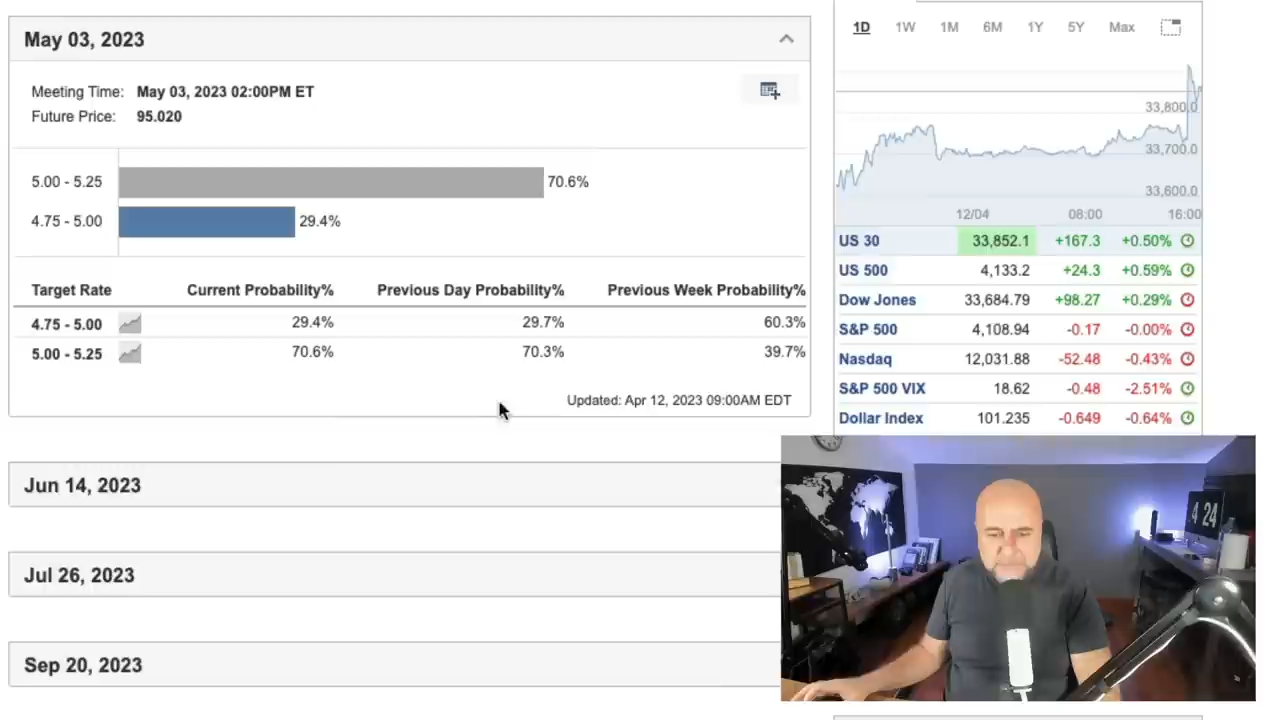 May 03, 2023
Meeting Time: May 03, 2023 02:00PM ET
Future Price: 95.020
5.00 - 5.25 70.6%
4.75 - 5.00 29.4%
Target Rate Current Probability% Previous Day Probability% Previous Week Probability%
4.75 - 5.00 29.4% 29.7% 60.3%
5.00 - 5.25 70.6% 70.3% 39.7%
Updated: Apr 12, 2023 09:00AM EDT
Jun 14, 2023
Jul 26, 2023
Sep 20, 2023
1D 1W 1M 6M 1Y 5Y Max
33,800.0
33,700.0
33,600.0
12/04 08:00 16:00
US 30 33,852.1 +167.3 +0.50%
US 500 4,133.2 +24.3 +0.59%
Dow Jones 33,684.79 +98.27 +0.29%
S&P 500 4,108.94 -0.17 -0.00%
Nasdaq 12,031.88 -52.48 -0.43%
S&P 500 VIX 18.62 -0.48 -2.51%
Dollar Index 101.235 -0.649 -0.64%
4 24